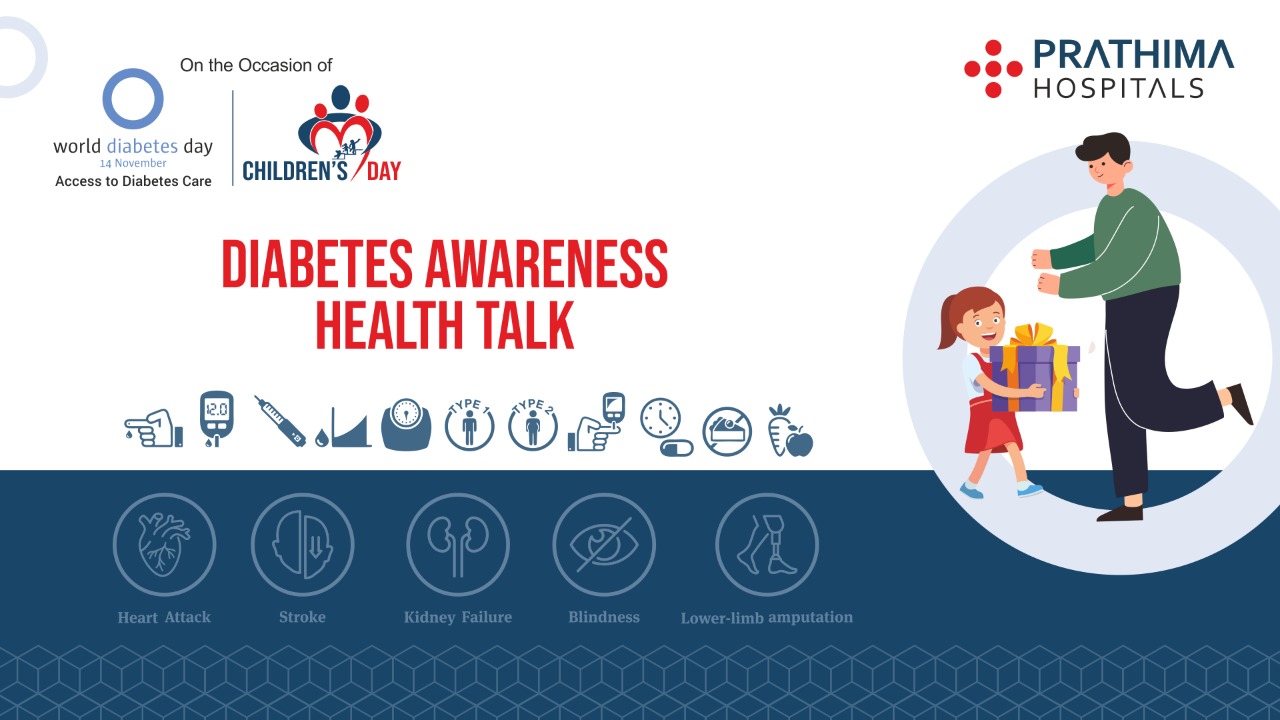 On the Occasion of
world diabetes day
14 November
Access to Diabetes Care
CHILDREN'S DAY
PRATHIMA
HOSPITALS
DIABETES AWARENESS
HEALTH TALK
12.0
TYPE 1
TYPE 2
Heart Attack
Stroke
Kidney Failure
Blindness
Lower-limb amputation